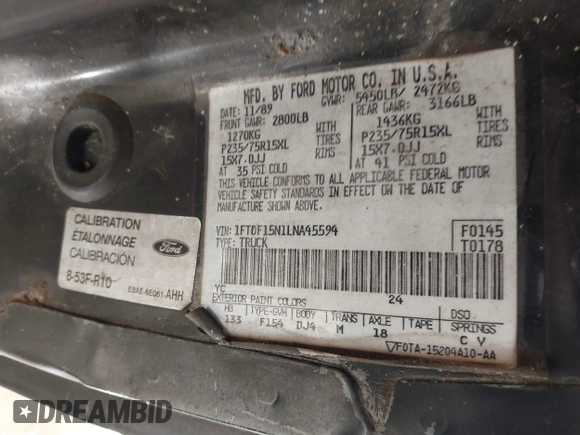 MFD. BY FORD MOTOR CO. IN U.S.A.
DATE: 11/89 GVWR: 5450LB/ 2472KG
FRONT GAWR: 2800LB REAR GAWR: 3166LB
1270KG WITH 1436KG WITH
P235/75R15XL TIRES P235/75R15XL TIRES
15X7.0JJ RIMS 15X7.0JJ RIMS
AT 35 PSI COLD AT 41 PSI COLD
THIS VEHICLE CONFORMS TO ALL APPLICABLE FEDERAL MOTOR
VEHICLE SAFETY STANDARDS IN EFFECT ON THE DATE OF
MANUFACTURE SHOWN ABOVE.
VIN: 1FTDF15N1LNA45594 F0145
TYPE: TRUCK T0178
YC 24
EXTERIOR PAINT COLORS DSO
WB TYPE-GVW BODY TRANS AXLE TAPE SPRINGS
133 F154 DJ4 M 18 C V
F0TA-15204A10-AA
CALIBRATION
ÉTALONNAGE
CALIBRACIÓN
Ford
8-53F-R10
E8AE-9E061-AHH
DREAMBID